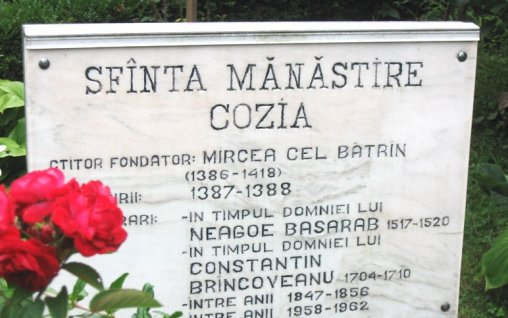 SFÎNTA MĂNĂSTIRE
COZIA
CTITOR FONDATOR: MIRCEA CEL BĂTRÎN
(1386-1418)
1387-1388
-IN TIMPUL DOMNIEI LUI
NEAGOE BASARAB 1517-1520
-IN TIMPUL DOMNIEI LUI
CONSTANTIN
BRÎNCOVEANU 1704-1710
-INTRE ANII 1847-1856
-INTRE ANII 1958-1962